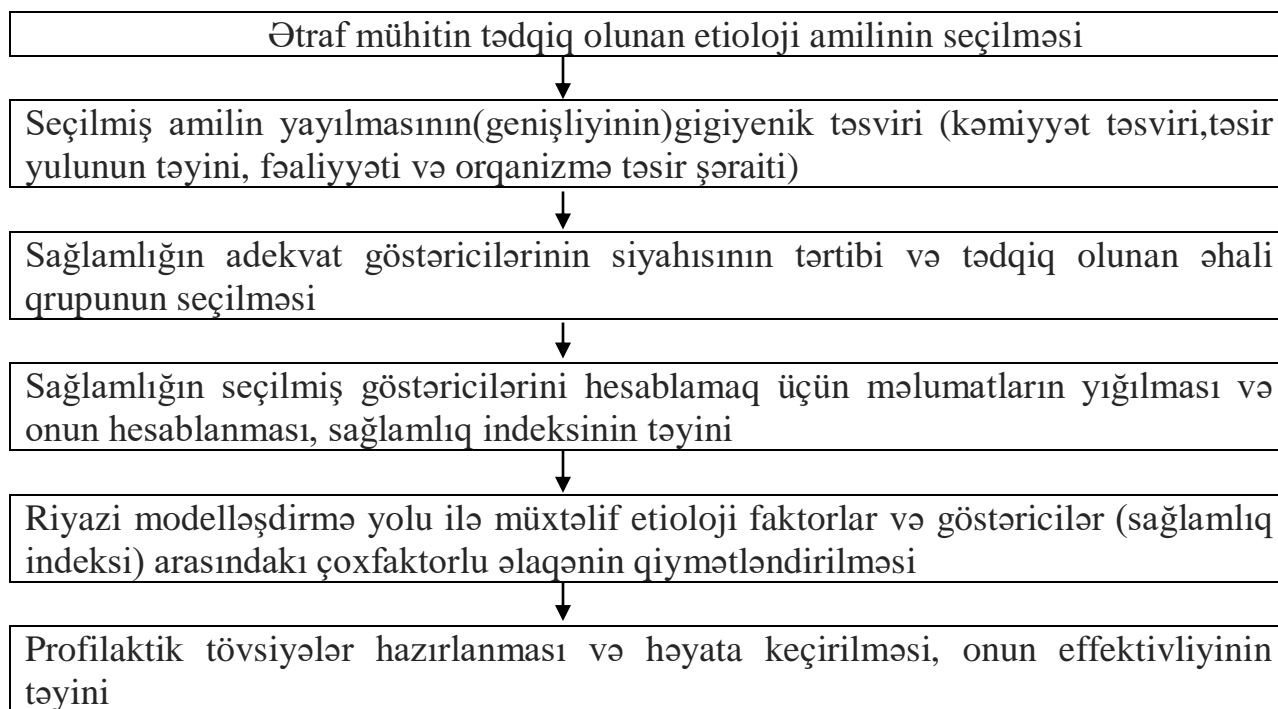 Ətraf mühitin tədqiq olunan etioloji amilinin seçilməsi
Seçilmiş amilin yayılmasının(genişliyinin)gigiyenik təsviri (kəmiyyət təsviri,təsir
yulunun təyini, fəaliyyəti və orqanizmə təsir şəraiti)
Sağlamlığın adekvat göstəricilərinin siyahısının tərtibi və tədqiq olunan əhali
qrupunun seçilməsi
Sağlamlığın seçilmiş göstəricilərini hesablamaq üçün məlumatların yığılması və
onun hesablanması, sağlamlıq indeksinin təyini
Riyazi modelləşdirmə yolu ilə müxtəlif etioloji faktorlar və göstəricilər (sağlamlıq
indeksi) arasındakı çoxfaktorlu əlaqənin qiymətləndirilməsi
Profilaktik tövsiyələr hazırlanması və həyata keçirilməsi, onun effektivliyinin
təyini